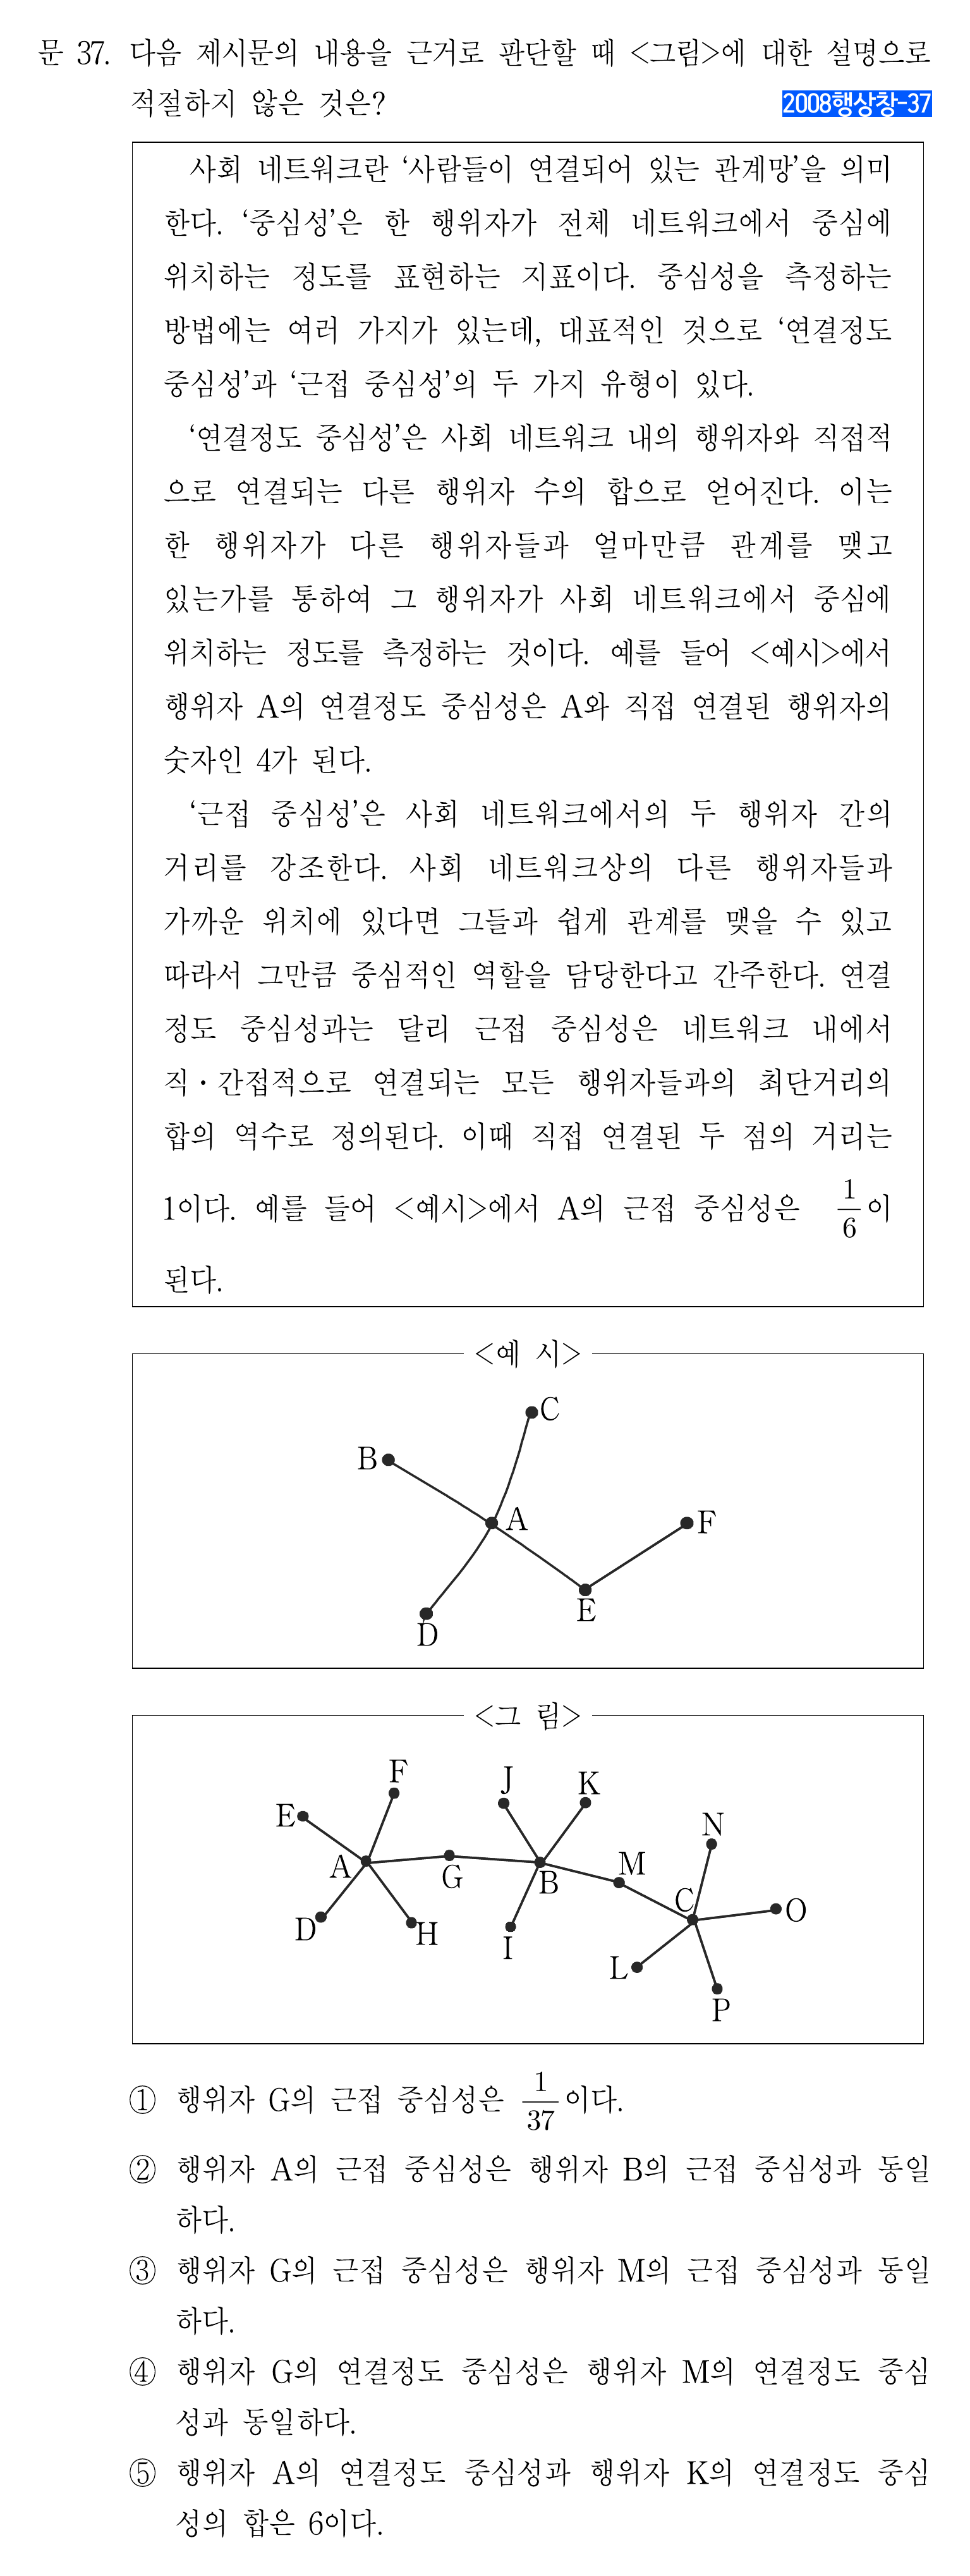 문 37. 다음 제시문의 내용을 근거로 판단할 때 <그림>에 대한 설명으로
적절하지 않은 것은?
2008행상창-37
사회 네트워크란 ‘사람들이 연결되어 있는 관계망’을 의미
한다. ‘중심성’은 한 행위자가 전체 네트워크에서 중심에
위치하는 정도를 표현하는 지표이다. 중심성을 측정하는
방법에는 여러 가지가 있는데, 대표적인 것으로 ‘연결정도
중심성’과 ‘근접 중심성’의 두 가지 유형이 있다.
‘연결정도 중심성’은 사회 네트워크 내의 행위자와 직접적
으로 연결되는 다른 행위자 수의 합으로 얻어진다. 이는
한 행위자가 다른 행위자들과 얼마만큼 관계를 맺고
있는가를 통하여 그 행위자가 사회 네트워크에서 중심에
위치하는 정도를 측정하는 것이다. 예를 들어 <예시>에서
행위자 A의 연결정도 중심성은 A와 직접 연결된 행위자의
숫자인 4가 된다.
‘근접 중심성’은 사회 네트워크에서의 두 행위자 간의
거리를 강조한다. 사회 네트워크상의 다른 행위자들과
가까운 위치에 있다면 그들과 쉽게 관계를 맺을 수 있고
따라서 그만큼 중심적인 역할을 담당한다고 간주한다. 연결
정도 중심성과는 달리 근접 중심성은 네트워크 내에서
직·간접적으로 연결되는 모든 행위자들과의 최단거리의
합의 역수로 정의된다. 이때 직접 연결된 두 점의 거리는
1이다. 예를 들어 <예시>에서 A의 근접 중심성은 1/6이
된다.
<예 시>
C
B
A
F
E
D
<그 림>
F
J
K
E
N
A
G
B
M
C
O
D
H
I
L
P
① 행위자 G의 근접 중심성은 1/37이다.
② 행위자 A의 근접 중심성은 행위자 B의 근접 중심성과 동일
하다.
③ 행위자 G의 근접 중심성은 행위자 M의 근접 중심성과 동일
하다.
④ 행위자 G의 연결정도 중심성은 행위자 M의 연결정도 중심
성과 동일하다.
⑤ 행위자 A의 연결정도 중심성과 행위자 K의 연결정도 중심
성의 합은 6이다.